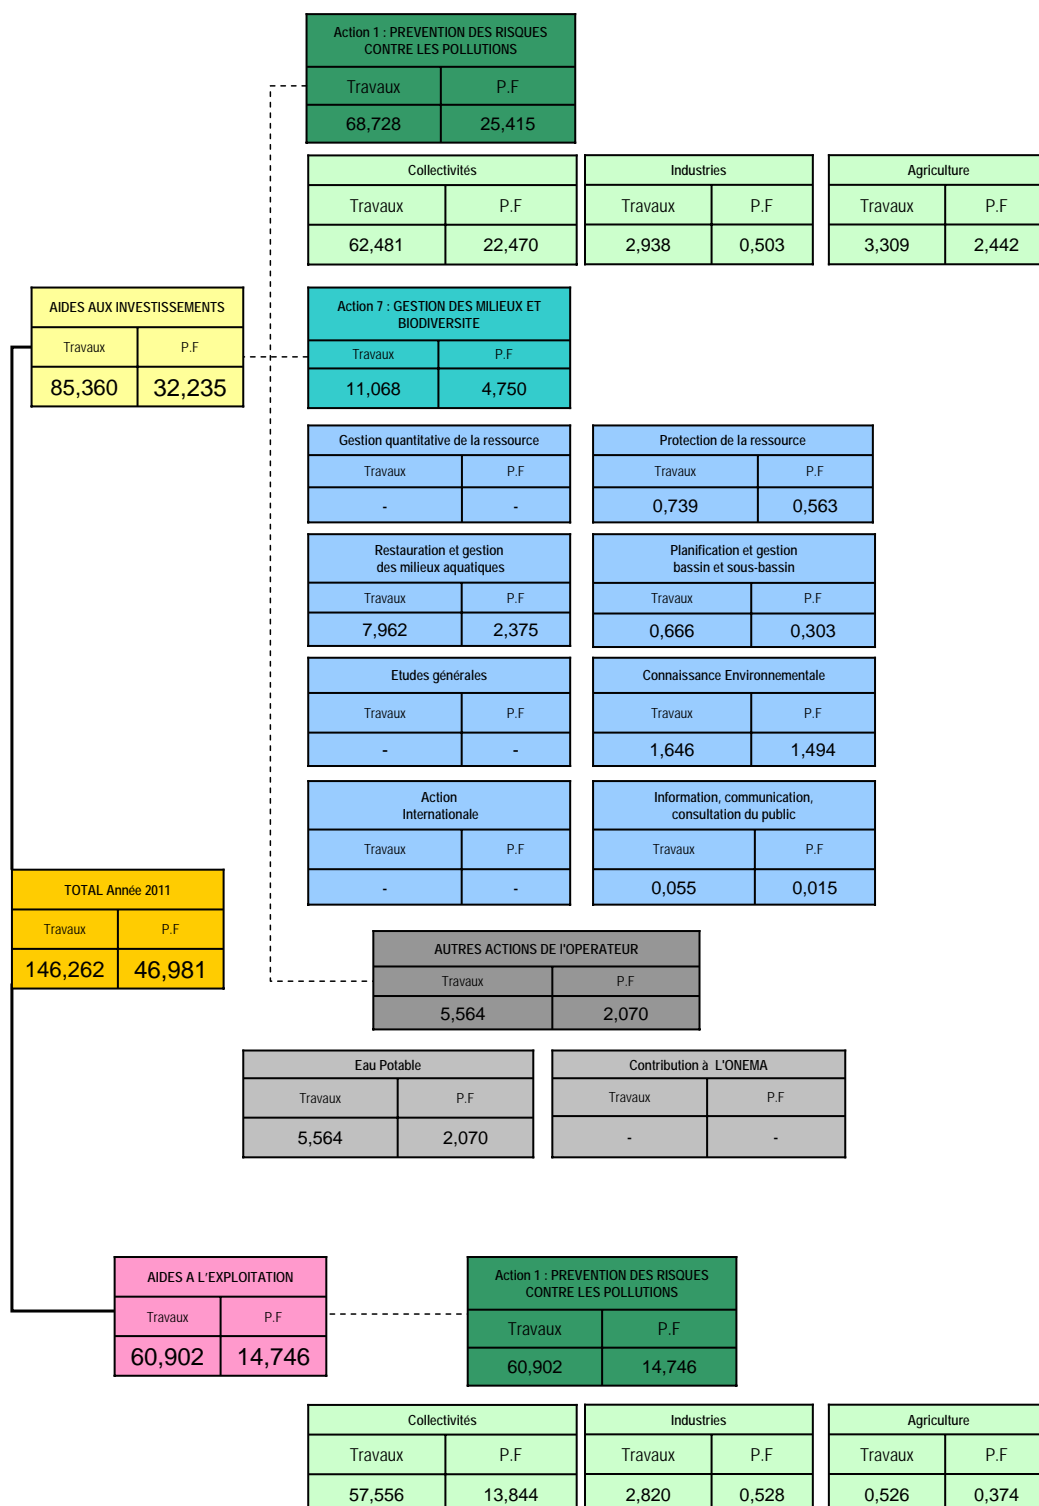 Action 1 : PREVENTION DES RISQUES
CONTRE LES POLLUTIONS
Travaux P.F
68,728 25,415
Collectivités
Travaux P.F
62,481 22,470
Industries
Travaux P.F
2,938 0,503
Agriculture
Travaux P.F
3,309 2,442
AIDES AUX INVESTISSEMENTS
Travaux P.F
85,360 32,235
Action 7 : GESTION DES MILIEUX ET
BIODIVERSITE
Travaux P.F
11,068 4,750
Gestion quantitative de la ressource
Travaux P.F
- -
Protection de la ressource
Travaux P.F
0,739 0,563
Restauration et gestion
des milieux aquatiques
Travaux P.F
7,962 2,375
Planification et gestion
bassin et sous-bassin
Travaux P.F
0,666 0,303
Etudes générales
Travaux P.F
- -
Connaissance Environnementale
Travaux P.F
1,646 1,494
Action
Internationale
Travaux P.F
- -
Information, communication,
consultation du public
Travaux P.F
0,055 0,015
TOTAL Année 2011
Travaux P.F
146,262 46,981
AUTRES ACTIONS DE l'OPERATEUR
Travaux P.F
5,564 2,070
Eau Potable
Travaux P.F
5,564 2,070
Contribution à L'ONEMA
Travaux P.F
- -
AIDES A L'EXPLOITATION
Travaux P.F
60,902 14,746
Action 1 : PREVENTION DES RISQUES
CONTRE LES POLLUTIONS
Travaux P.F
60,902 14,746
Collectivités
Travaux P.F
57,556 13,844
Industries
Travaux P.F
2,820 0,528
Agriculture
Travaux P.F
0,526 0,374